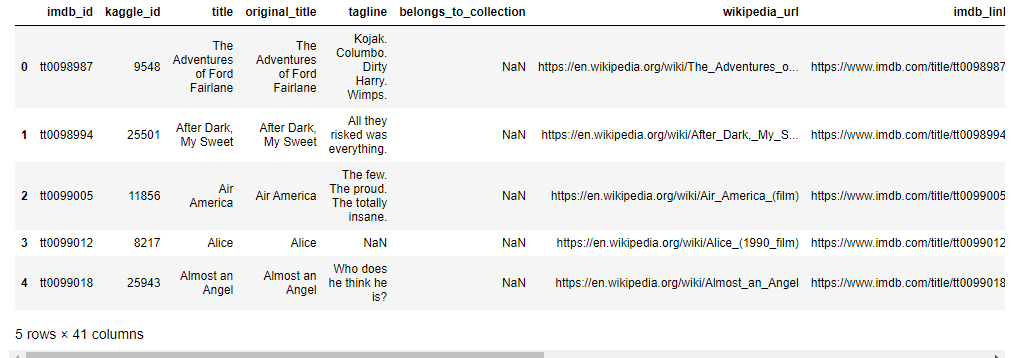 imdb_id kaggle_id title original_title tagline belongs_to_collection wikipedia_url imdb_lin
0 tt0098987 9548 The Adventures of Ford Fairlane The Adventures of Ford Fairlane Kojak. Columbo. Dirty Harry. Wimps. NaN https://en.wikipedia.org/wiki/The_Adventures_o... https://www.imdb.com/title/tt0098987
1 tt0098994 25501 After Dark, My Sweet After Dark, My Sweet All they risked was everything. NaN https://en.wikipedia.org/wiki/After_Dark,_My_S... https://www.imdb.com/title/tt0098994
2 tt0099005 11856 Air America Air America The few. The proud. The totally insane. NaN https://en.wikipedia.org/wiki/Air_America_(film) https://www.imdb.com/title/tt0099005
3 tt0099012 8217 Alice Alice NaN NaN https://en.wikipedia.org/wiki/Alice_(1990_film) https://www.imdb.com/title/tt0099012
4 tt0099018 25943 Almost an Angel Almost an Angel Who does he think he is? NaN https://en.wikipedia.org/wiki/Almost_an_Angel https://www.imdb.com/title/tt0099018
5 rows × 41 columns